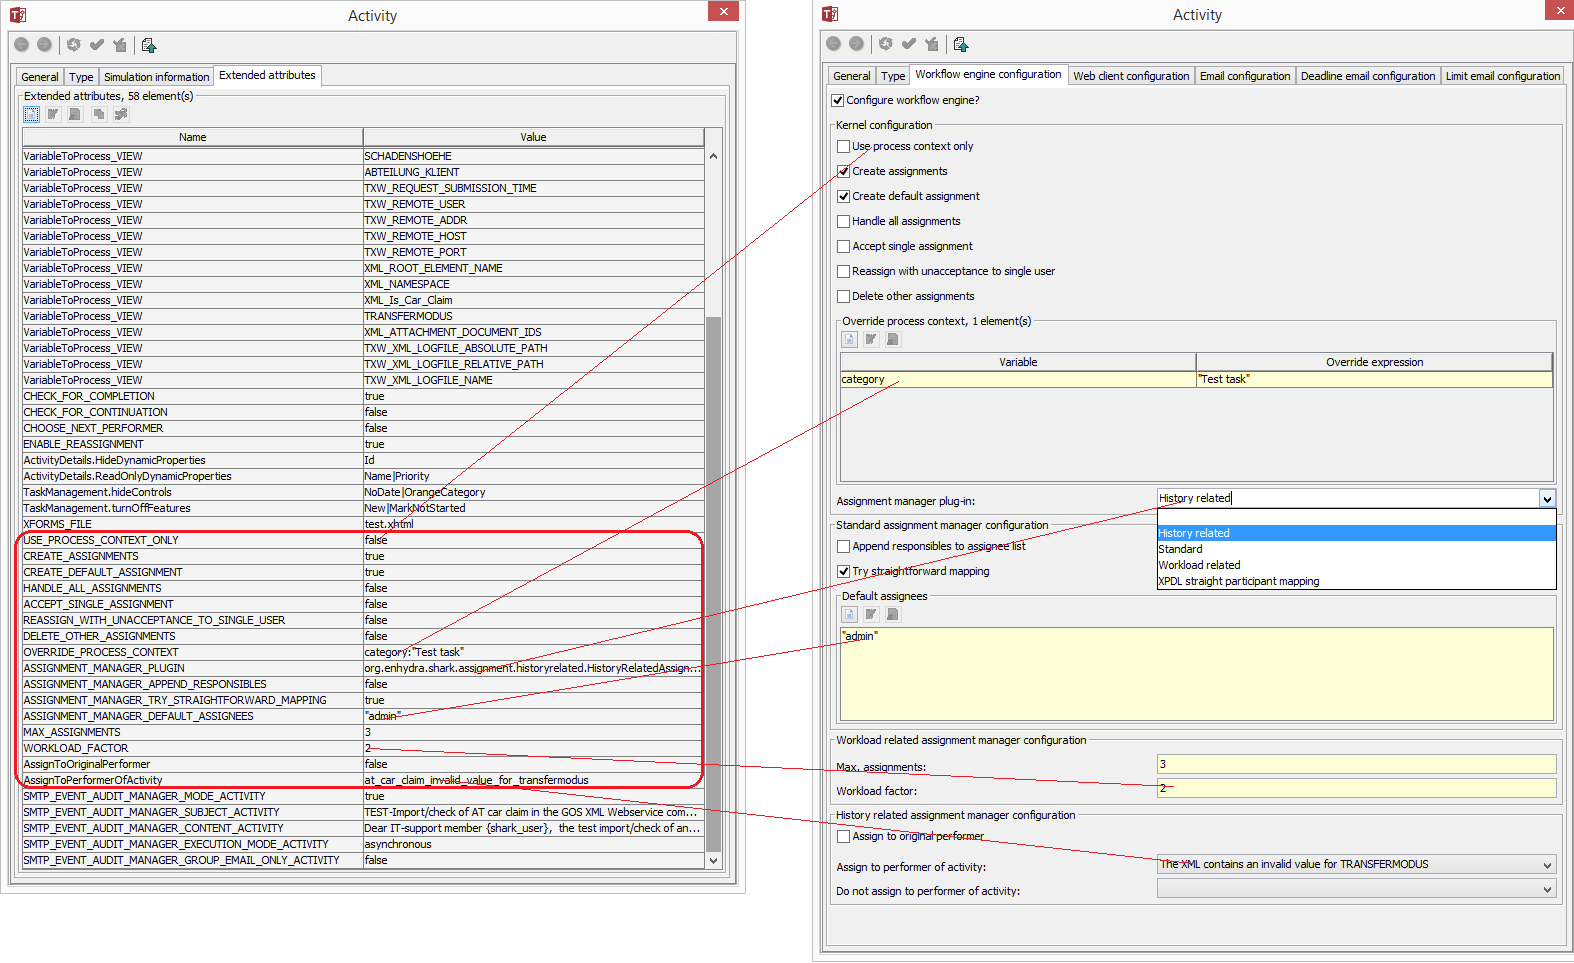 Activity
General Type Simulation information Extended attributes
Extended attributes, 58 element(s)
Name Value
VariableToProcess_VIEW SCHADENSHOEHE
VariableToProcess_VIEW ABTEILUNG_KLIENT
VariableToProcess_VIEW TXW_REQUEST_SUBMISSION_TIME
VariableToProcess_VIEW TXW_REMOTE_USER
VariableToProcess_VIEW TXW_REMOTE_ADDR
VariableToProcess_VIEW TXW_REMOTE_HOST
VariableToProcess_VIEW TXW_REMOTE_PORT
VariableToProcess_VIEW XML_ROOT_ELEMENT_NAME
VariableToProcess_VIEW XML_NAMESPACE
VariableToProcess_VIEW XML_Is_Car_Claim
VariableToProcess_VIEW TRANSFERMODUS
VariableToProcess_VIEW XML_ATTACHMENT_DOCUMENT_IDS
VariableToProcess_VIEW TXW_XML_LOGFILE_ABSOLUTE_PATH
VariableToProcess_VIEW TXW_XML_LOGFILE_RELATIVE_PATH
VariableToProcess_VIEW TXW_XML_LOGFILE_NAME
CHECK_FOR_COMPLETION true
CHECK_FOR_CONTINUATION false
CHOOSE_NEXT_PERFORMER false
ENABLE_REASSIGNMENT true
ActivityDetails.HideDynamicProperties Id
ActivityDetails.ReadOnlyDynamicProperties Name|Priority
TaskManagement.hideControls NoDate|OrangeCategory
TaskManagement.turnOffFeatures New|MarkNotStarted
XFORMS_FILE test.xhtml
USE_PROCESS_CONTEXT_ONLY false
CREATE_ASSIGNMENTS true
CREATE_DEFAULT_ASSIGNMENT true
HANDLE_ALL_ASSIGNMENTS false
ACCEPT_SINGLE_ASSIGNMENT false
REASSIGN_WITH_UNACCEPTANCE_TO_SINGLE_USER false
DELETE_OTHER_ASSIGNMENTS false
OVERRIDE_PROCESS_CONTEXT category:"Test task"
ASSIGNMENT_MANAGER_PLUGIN org.enhydra.shark.assignment.historyrelated.HistoryRelatedAssign...
ASSIGNMENT_MANAGER_APPEND_RESPONSIBLES false
ASSIGNMENT_MANAGER_TRY_STRAIGHTFORWARD_MAPPING true
ASSIGNMENT_MANAGER_DEFAULT_ASSIGNEES "admin"
MAX_ASSIGNMENTS 3
WORKLOAD_FACTOR 2
AssignToOriginalPerformer false
AssignToPerformerOfActivity at_car_claim_invalid_value_for_transfermodus
SMTP_EVENT_AUDIT_MANAGER_MODE_ACTIVITY true
SMTP_EVENT_AUDIT_MANAGER_SUBJECT_ACTIVITY TEST-Import/check of AT car claim in the GOS XML Webservice com...
SMTP_EVENT_AUDIT_MANAGER_CONTENT_ACTIVITY Dear IT-support member {shark_user}, the test import/check of an...
SMTP_EVENT_AUDIT_MANAGER_EXECUTION_MODE_ACTIVITY asynchronous
SMTP_EVENT_AUDIT_MANAGER_GROUP_EMAIL_ONLY_ACTIVITY false
Activity
General Type Workflow engine configuration Web client configuration Email configuration Deadline email configuration Limit email configuration
Configure workflow engine?
Kernel configuration
Use process context only
Create assignments
Create default assignment
Handle all assignments
Accept single assignment
Reassign with unacceptance to single user
Delete other assignments
Override process context, 1 element(s)
Variable Override expression
category "Test task"
Assignment manager plug-in: History related
History related
Standard
Workload related
XPDL straight participant mapping
Standard assignment manager configuration
Append responsibles to assignee list
Try straightforward mapping
Default assignees
"admin"
Workload related assignment manager configuration
Max. assignments: 3
Workload factor: 2
History related assignment manager configuration
Assign to original performer
Assign to performer of activity: The XML contains an invalid value for TRANSFERMODUS
Do not assign to performer of activity: